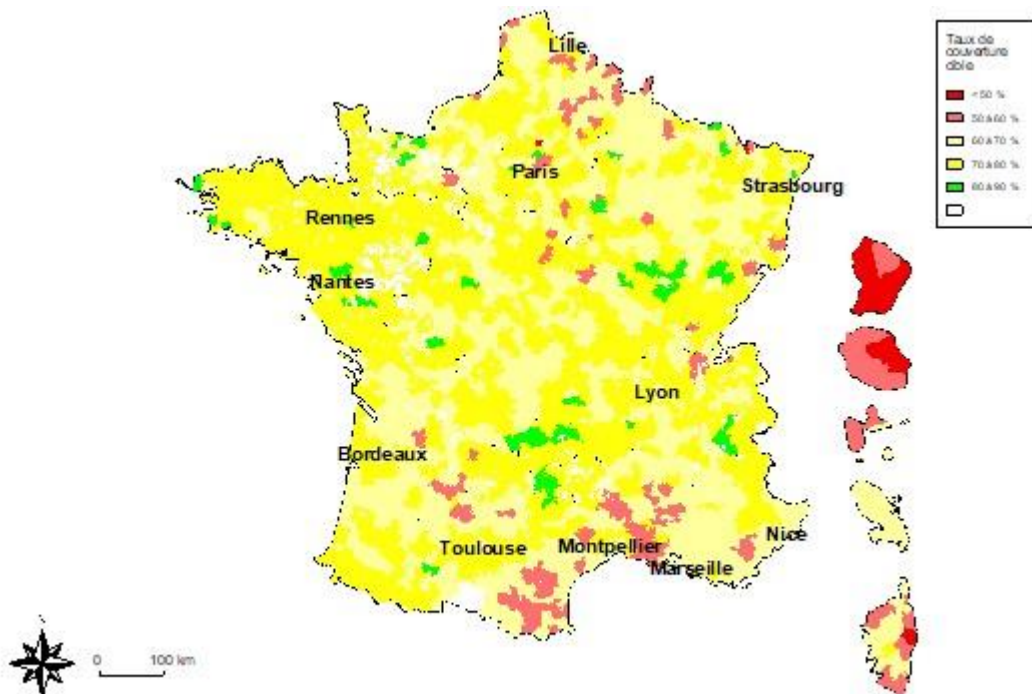 Taux de
couverture
cible
< 50 %
50 à 60 %
60 à 70 %
70 à 80 %
80 à 90 %
Lille
Paris
Strasbourg
Rennes
Nantes
Lyon
Bordeaux
Toulouse
Montpellier
Nice
Marseille
0 100 km